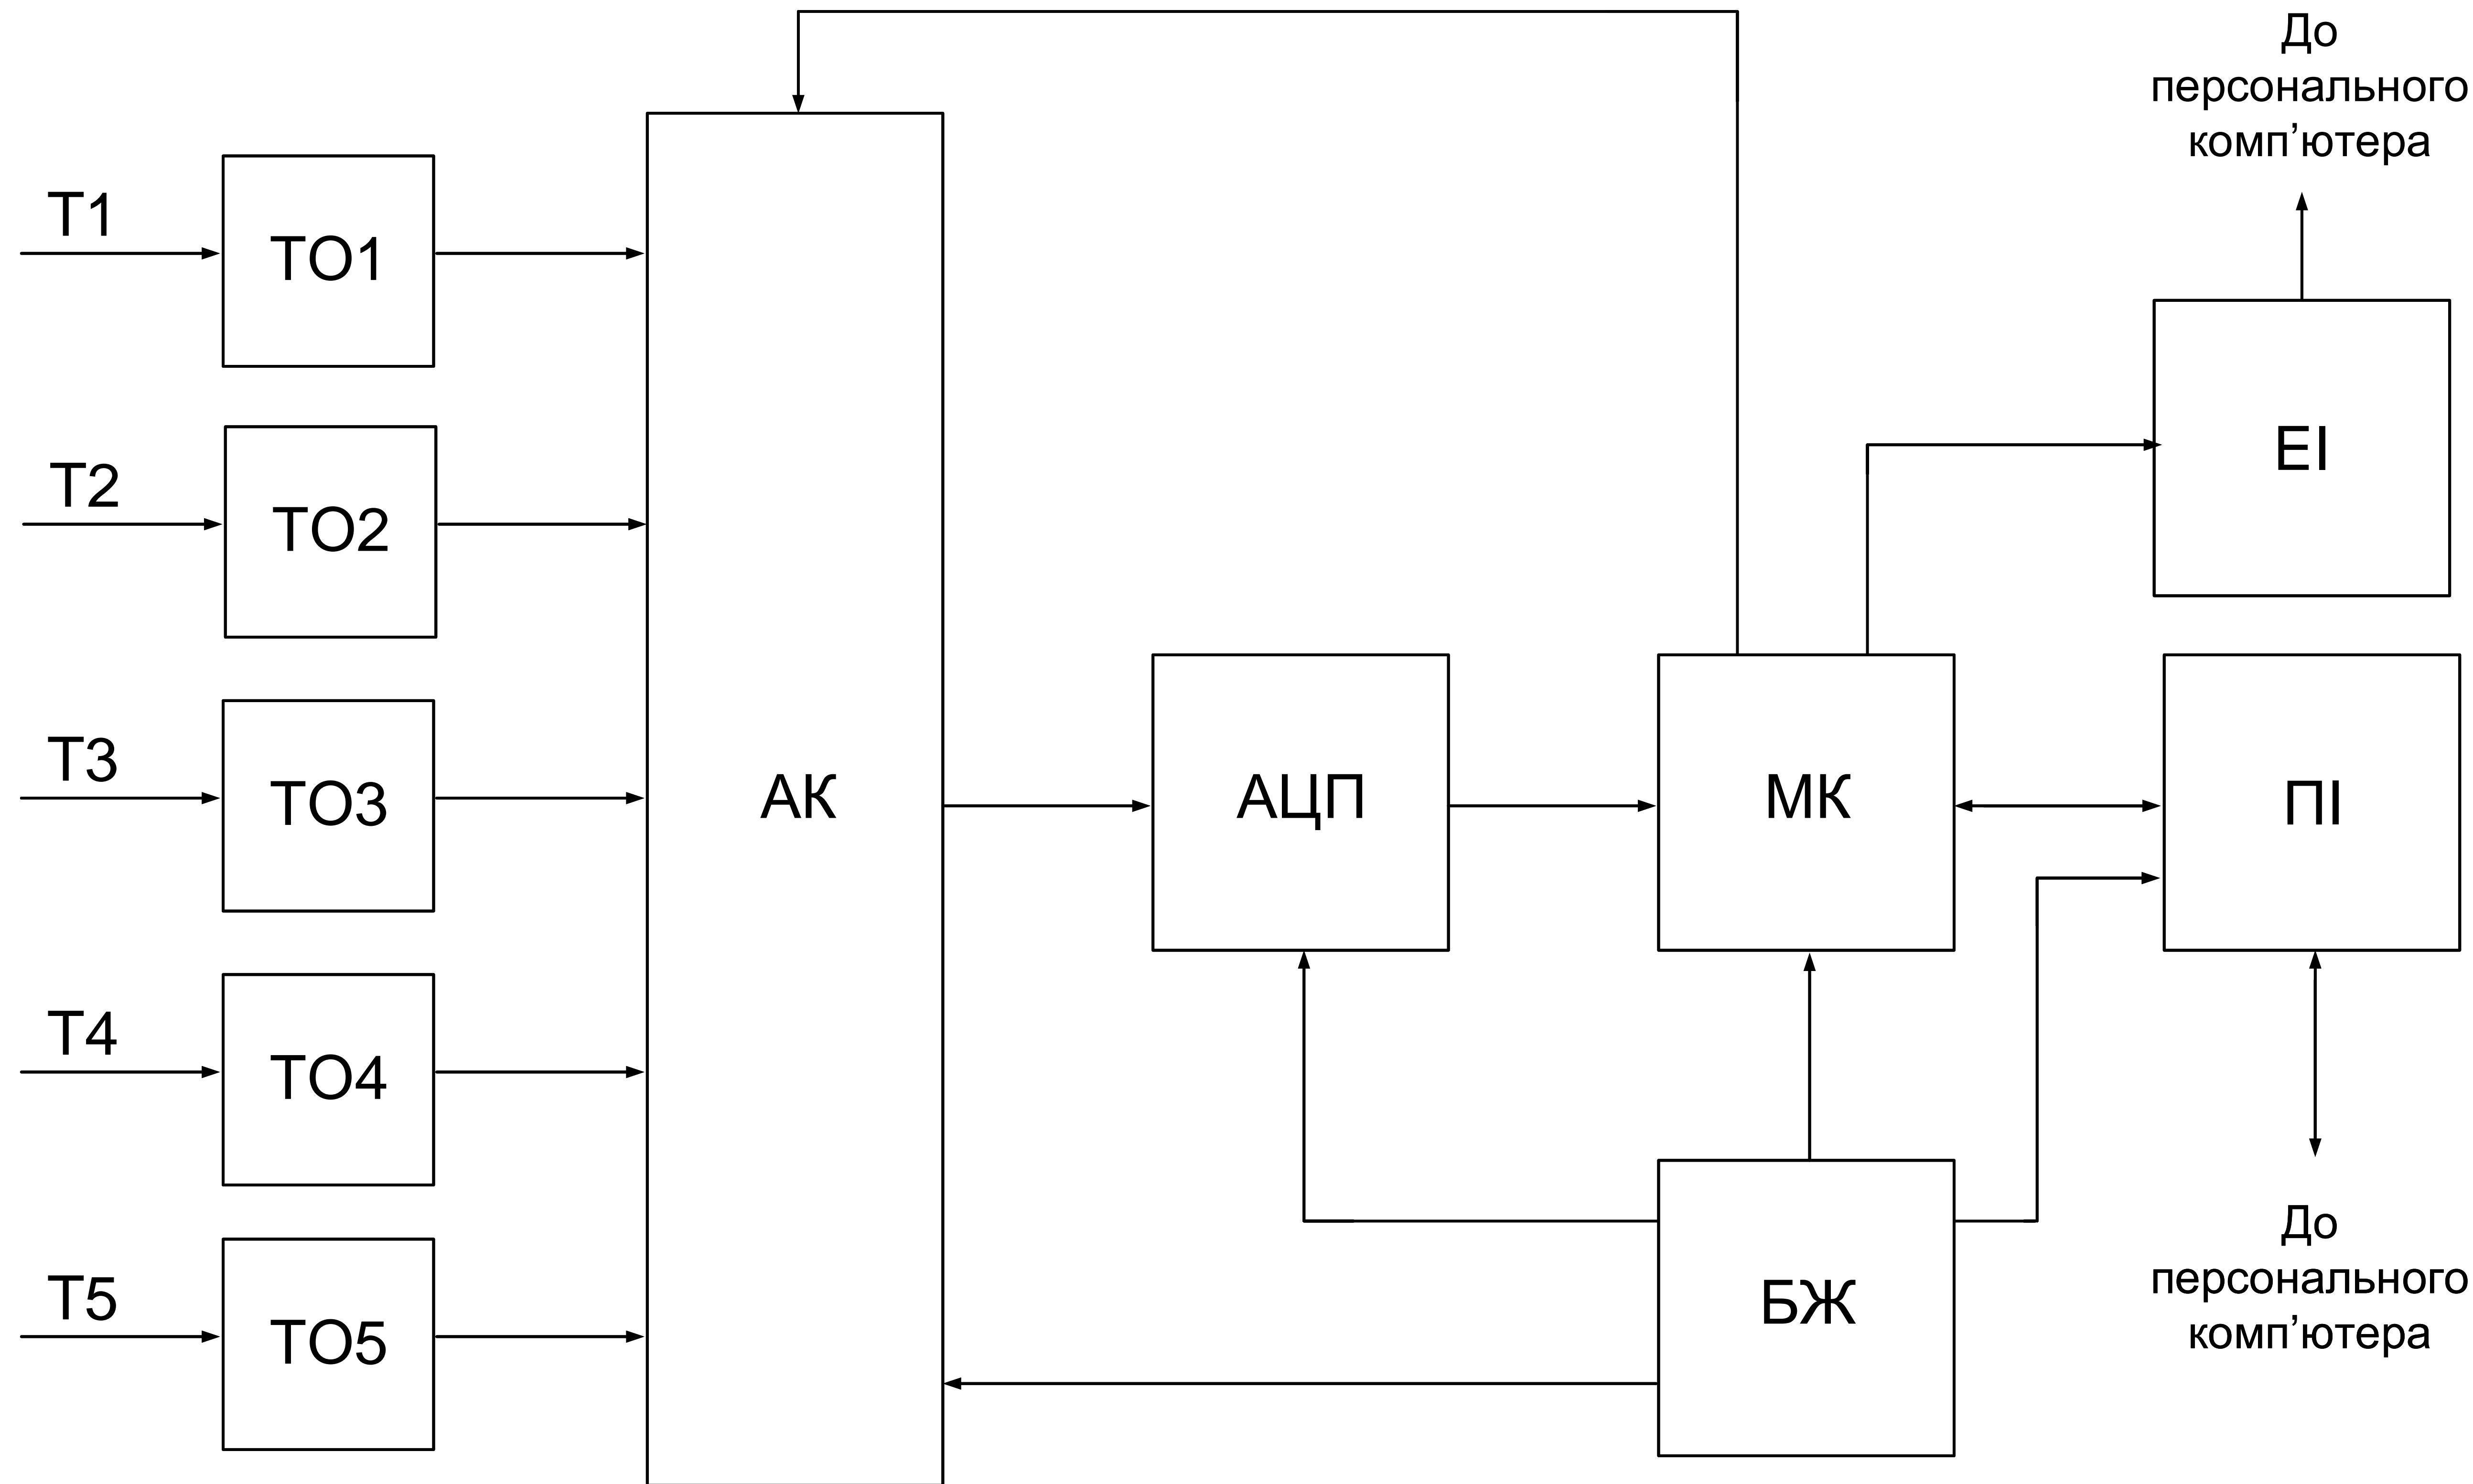 До
персонального
комп'ютера
Т1
ТО1
Т2
ТО2
ЕІ
Т3
ТО3
АК
АЦП
МК
ПІ
Т4
ТО4
Т5
ТО5
БЖ
До
персонального
комп'ютера